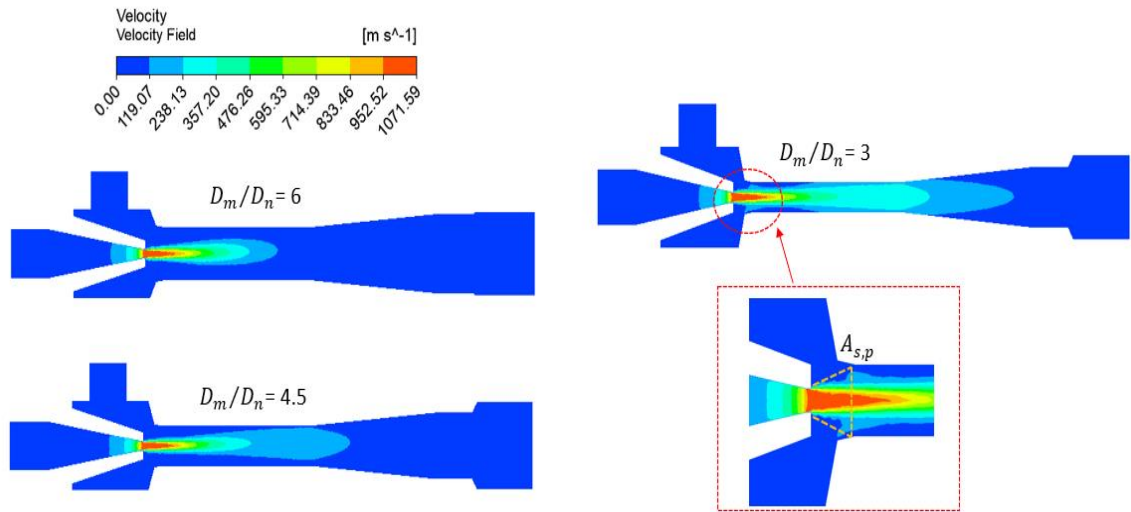 Velocity
Velocity Field [m s^-1]
0.00 119.07 238.13 357.20 476.26 595.33 714.39 833.46 952.52 1071.59
D_m/D_n = 6
D_m/D_n = 4.5
D_m/D_n = 3
A_{s,p}